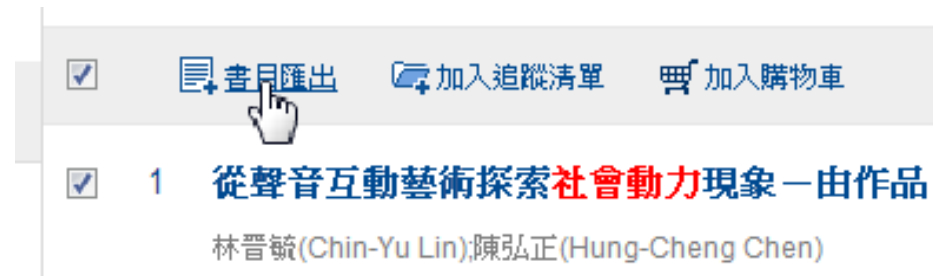 書目匯出 加入追蹤清單 加入購物車
1 從聲音互動藝術探索社會動力現象－由作品
林晋毓(Chin-Yu Lin);陳弘正(Hung-Cheng Chen)